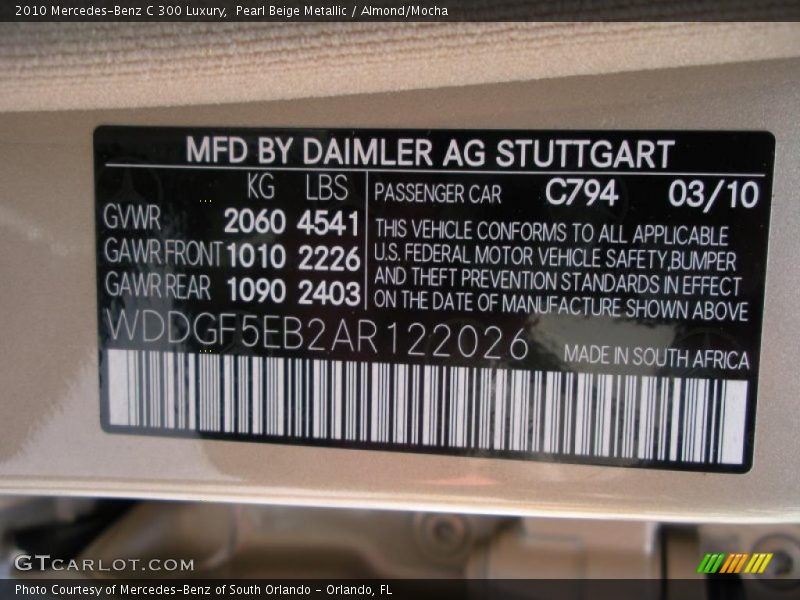 2010 Mercedes-Benz C 300 Luxury, Pearl Beige Metallic / Almond/Mocha
MFD BY DAIMLER AG STUTTGART
KG LBS
GVWR 2060 4541
GAWR FRONT 1010 2226
GAWR REAR 1090 2403
PASSENGER CAR C794 03/10
THIS VEHICLE CONFORMS TO ALL APPLICABLE
U.S. FEDERAL MOTOR VEHICLE SAFETY, BUMPER
AND THEFT PREVENTION STANDARDS IN EFFECT
ON THE DATE OF MANUFACTURE SHOWN ABOVE
WDDGF5EB2AR122026
MADE IN SOUTH AFRICA
GTCARLOT.COM
Photo Courtesy of Mercedes-Benz of South Orlando - Orlando, FL